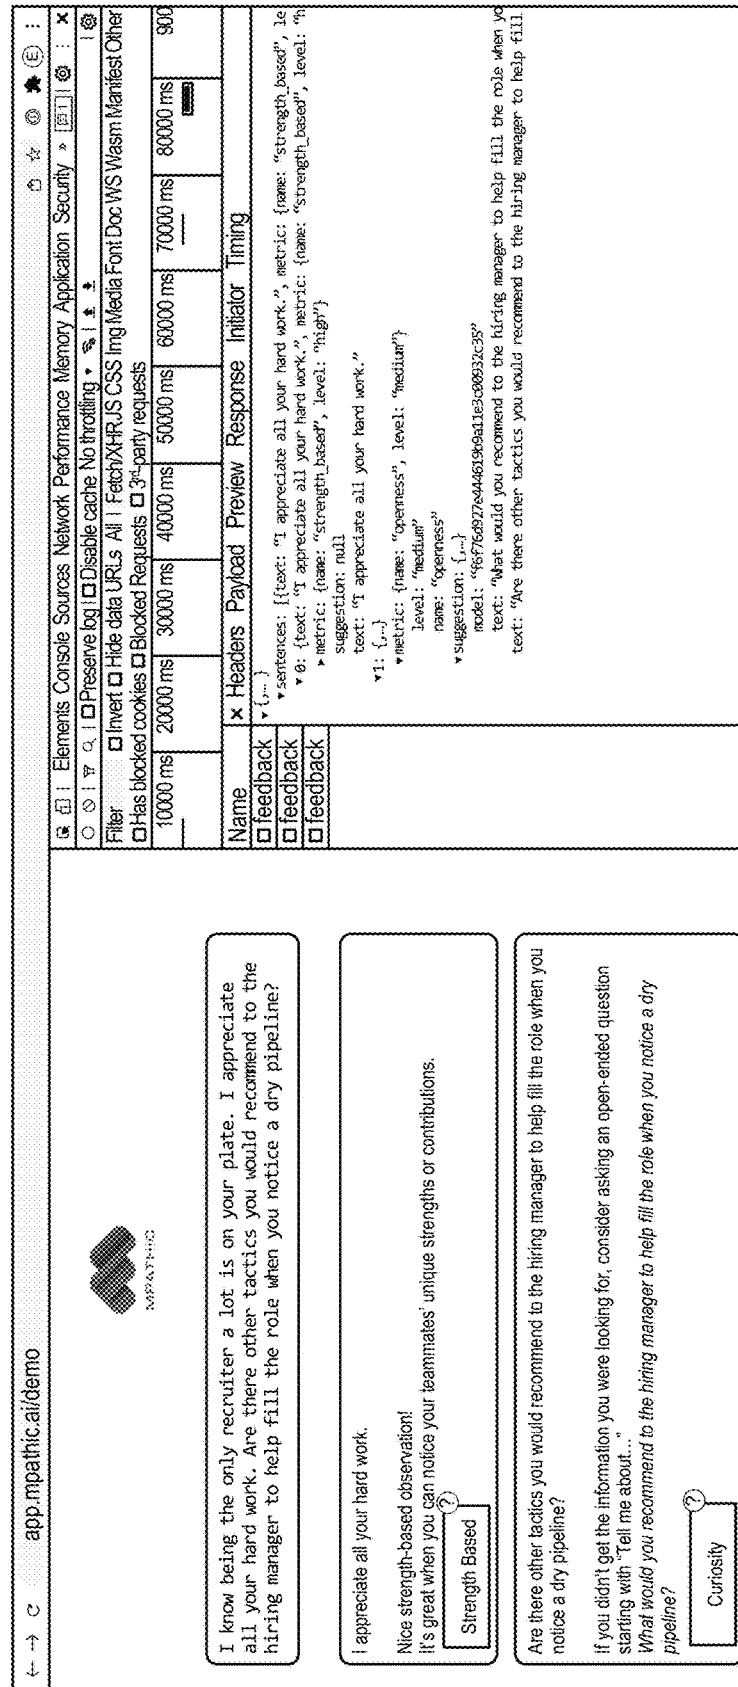 app.mpathic.ai/demo
MPATHIC
I know being the only recruiter a lot is on your plate. I appreciate
all your hard work. Are there other tactics you would recommend to the
hiring manager to help fill the role when you notice a dry pipeline?
I appreciate all your hard work.
Nice strength-based observation!
It's great when you can notice your teammates' unique strengths or contributions.
Strength Based
?
Are there other tactics you would recommend to the hiring manager to help fill the role when you
notice a dry pipeline?
If you didn't get the information you were looking for, consider asking an open-ended question
starting with "Tell me about..."
What would you recommend to the hiring manager to help fill the role when you notice a dry
pipeline?
Curiosity
?
Elements Console Sources Network Performance Memory Application Security » 1
Preserve log Disable cache No throttling
Filter Invert Hide data URLs All | Fetch/XHR JS CSS Img Media Font Doc WS Wasm Manifest Other
Has blocked cookies Blocked Requests 3rd-party requests
10000 ms 20000 ms 30000 ms 40000 ms 50000 ms 60000 ms 70000 ms 80000 ms 900
Name × Headers Payload Preview Response Initiator Timing
feedback
feedback
feedback
▾{,… }
▾sentences: [{text: "I appreciate all your hard work.", metric: {name: "strength_based", le
▾0: {text: "I appreciate all your hard work.", metric: {name: "strength_based", level: "h
▸metric: {name: "strength_based", level: "high"}
suggestion: null
text: "I appreciate all your hard work."
▾1: {,…}
▾metric: {name: "openness", level: "medium"}
level: "medium"
name: "openness"
▾suggestion: {,…}
text: "What would you recommend to the hiring manager to help fill the role when yo
text: "Are there other tactics you would recommend to the hiring manager to help fill